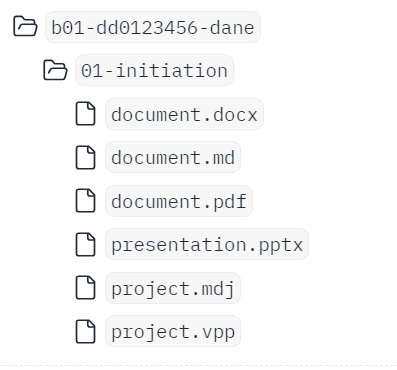 b01-dd0123456-dane
01-initiation
document.docx
document.md
document.pdf
presentation.pptx
project.mdj
project.vpp